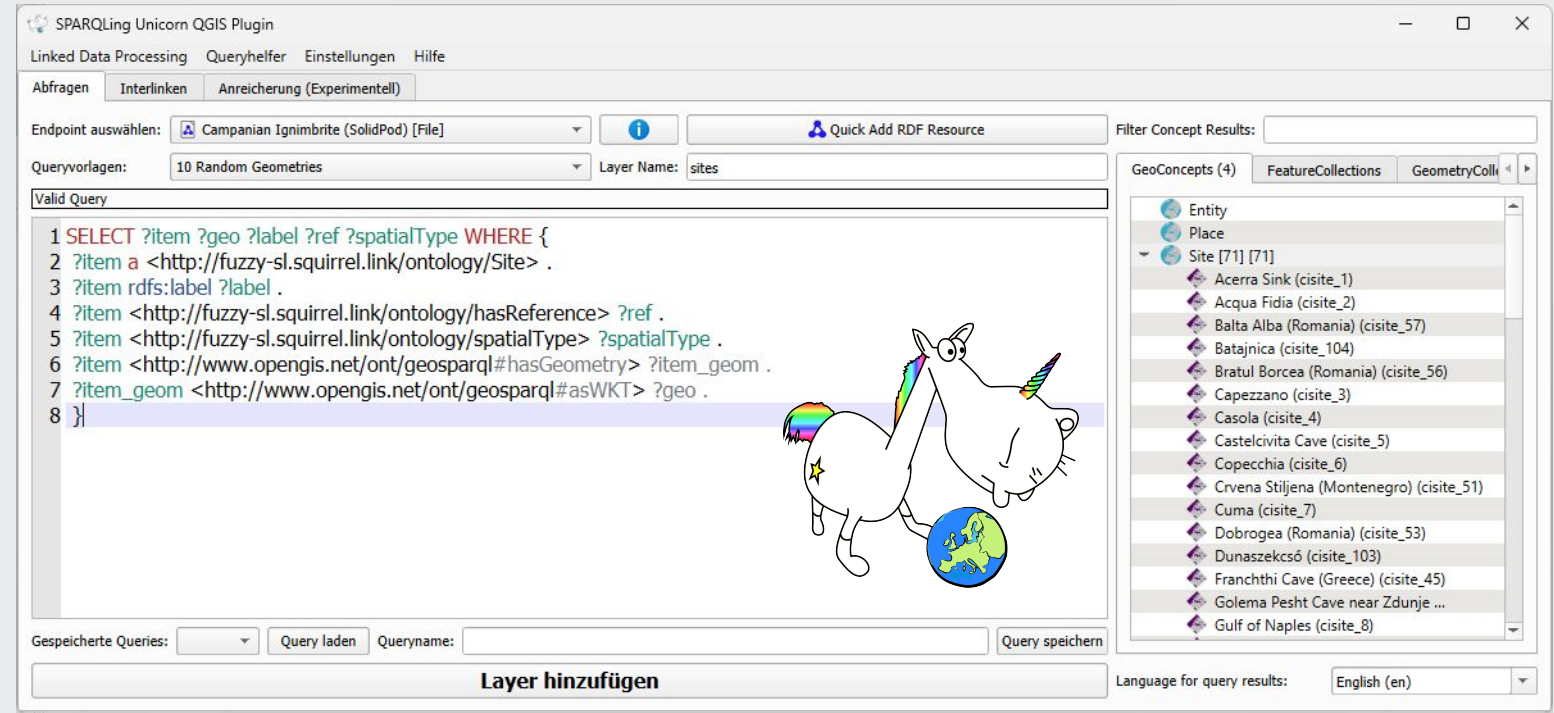 SPARQLing Unicorn QGIS Plugin
Linked Data Processing Queryhelfer Einstellungen Hilfe
Abfragen Interlinken Anreicherung (Experimentell)
Endpoint auswählen: Campanian Ignimbrite (SolidPod) [File] Quick Add RDF Resource Filter Concept Results:
Queryvorlagen: 10 Random Geometries Layer Name: sites
GeoConcepts (4) FeatureCollections GeometryColl
Valid Query
1 SELECT ?item ?geo ?label ?ref ?spatialType WHERE {
2 ?item a <http://fuzzy-sl.squirrel.link/ontology/Site> .
3 ?item rdfs:label ?label .
4 ?item <http://fuzzy-sl.squirrel.link/ontology/hasReference> ?ref .
5 ?item <http://fuzzy-sl.squirrel.link/ontology/spatialType> ?spatialType .
6 ?item <http://www.opengis.net/ont/geosparql#hasGeometry> ?item_geom .
7 ?item_geom <http://www.opengis.net/ont/geosparql#asWKT> ?geo .
8 }
Entity
Place
Site [71] [71]
Acerra Sink (cisite_1)
Acqua Fidia (cisite_2)
Balta Alba (Romania) (cisite_57)
Batajnica (cisite_104)
Bratul Borcea (Romania) (cisite_56)
Capezzano (cisite_3)
Casola (cisite_4)
Castelcivita Cave (cisite_5)
Copecchia (cisite_6)
Crvena Stiljena (Montenegro) (cisite_51)
Cuma (cisite_7)
Dobrogea (Romania) (cisite_53)
Dunaszekcső (cisite_103)
Franchthi Cave (Greece) (cisite_45)
Golema Pesht Cave near Zdunje ...
Gulf of Naples (cisite_8)
Gespeicherte Queries: Query laden Queryname: Query speichern
Layer hinzufügen
Language for query results: English (en)